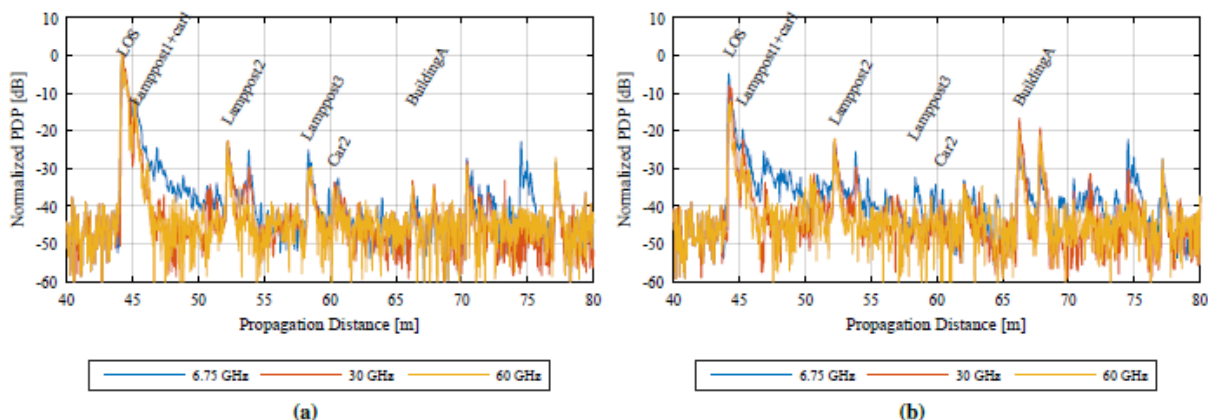 10
0
-10
-20
-30
-40
-50
-60
Normalized PDP [dB]
LOS
Lamppost1+car1
Lamppost2
Lamppost3
Car2
BuildingA
40 45 50 55 60 65 70 75 80
Propagation Distance [m]
6.75 GHz 30 GHz 60 GHz
(a)
10
0
-10
-20
-30
-40
-50
-60
Normalized PDP [dB]
LOS
Lamppost1+car1
Lamppost2
Lamppost3
Car2
BuildingA
40 45 50 55 60 65 70 75 80
Propagation Distance [m]
6.75 GHz 30 GHz 60 GHz
(b)